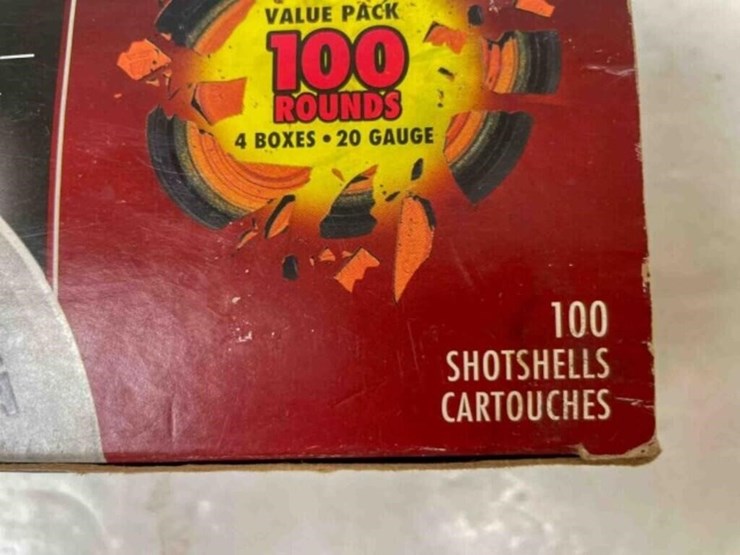 VALUE PACK
100
ROUNDS
4 BOXES • 20 GAUGE
100
SHOTSHELLS
CARTOUCHES